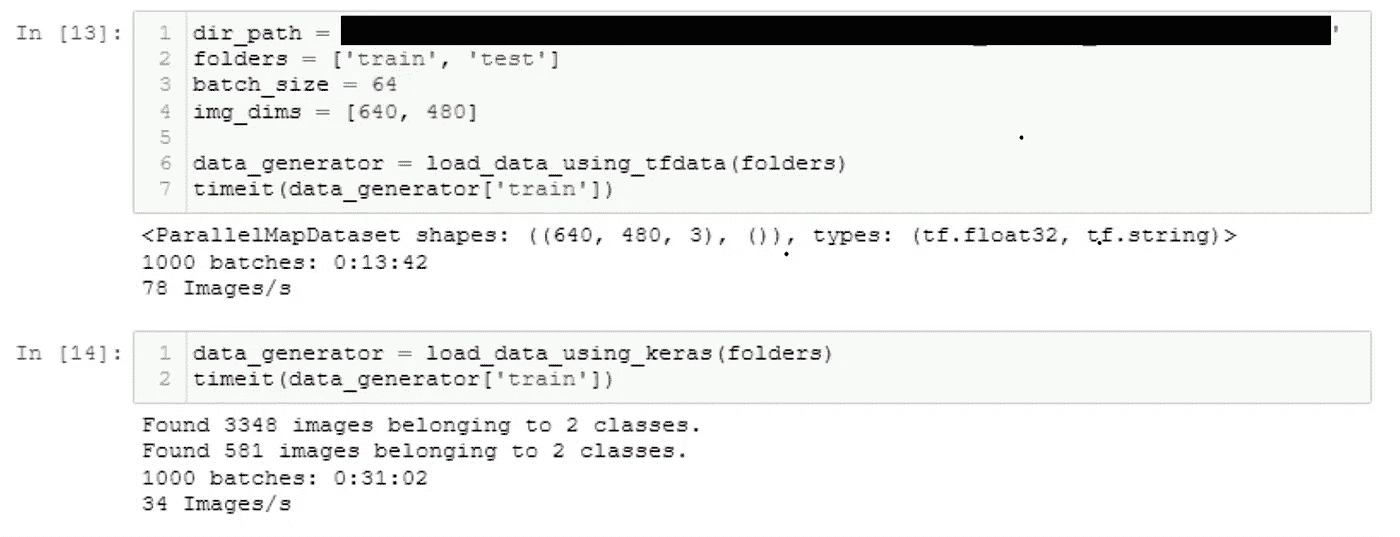 In [13]:
1 dir_path = '
2 folders = ['train', 'test']
3 batch_size = 64
4 img_dims = [640, 480]
5
6 data_generator = load_data_using_tfdata(folders)
7 timeit(data_generator['train'])
<ParallelMapDataset shapes: ((640, 480, 3), ()), types: (tf.float32, tf.string)>
1000 batches: 0:13:42
78 Images/s
In [14]:
1 data_generator = load_data_using_keras(folders)
2 timeit(data_generator['train'])
Found 3348 images belonging to 2 classes.
Found 581 images belonging to 2 classes.
1000 batches: 0:31:02
34 Images/s